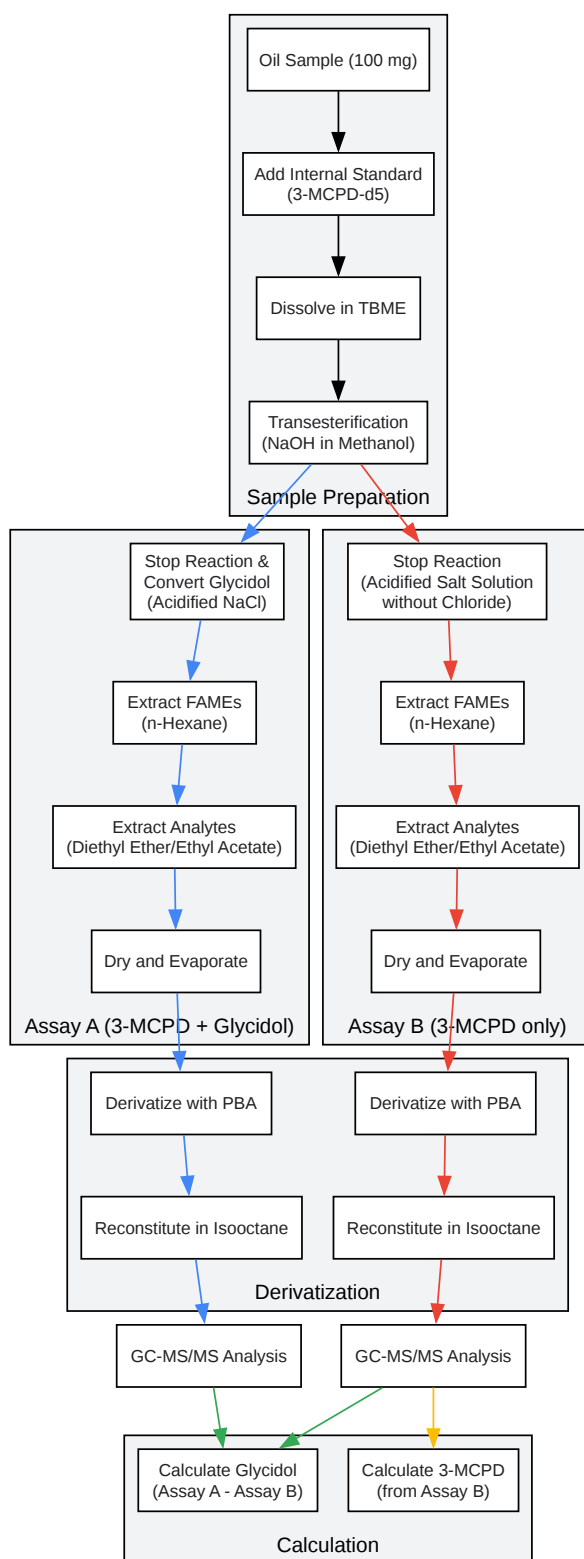 Oil Sample (100 mg)
Add Internal Standard
(3-MCPD-d5)
Dissolve in TBME
Transesterification
(NaOH in Methanol)
Sample Preparation
Stop Reaction &
Convert Glycidol
(Acidified NaCl)
Extract FAMEs
(n-Hexane)
Extract Analytes
(Diethyl Ether/Ethyl Acetate)
Dry and Evaporate
Assay A (3-MCPD + Glycidol)
Stop Reaction
(Acidified Salt Solution
without Chloride)
Extract FAMEs
(n-Hexane)
Extract Analytes
(Diethyl Ether/Ethyl Acetate)
Dry and Evaporate
Assay B (3-MCPD only)
Derivatize with PBA
Derivatize with PBA
Reconstitute in Isooctane
Reconstitute in Isooctane
Derivatization
GC-MS/MS Analysis
GC-MS/MS Analysis
Calculate Glycidol
(Assay A - Assay B)
Calculate 3-MCPD
(from Assay B)
Calculation